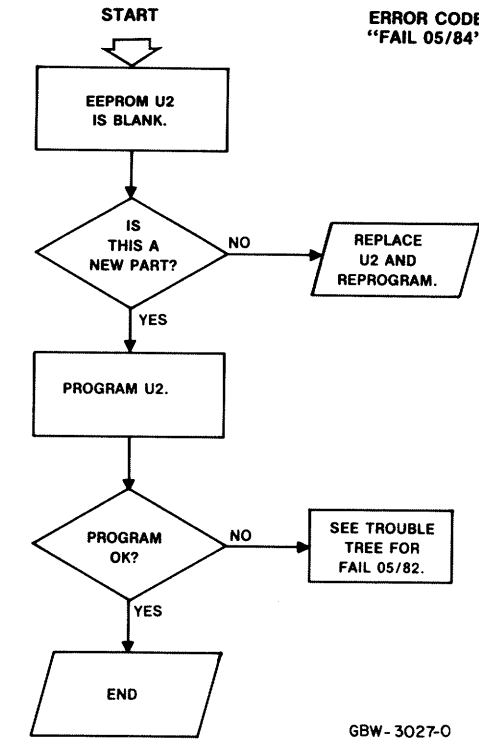 START
ERROR CODE
"FAIL 05/84"
EEPROM U2
IS BLANK.
IS
THIS A
NEW PART?
NO
REPLACE
U2 AND
REPROGRAM.
YES
PROGRAM U2.
PROGRAM
OK?
NO
SEE TROUBLE
TREE FOR
FAIL 05/82.
YES
END
GBW-3027-0